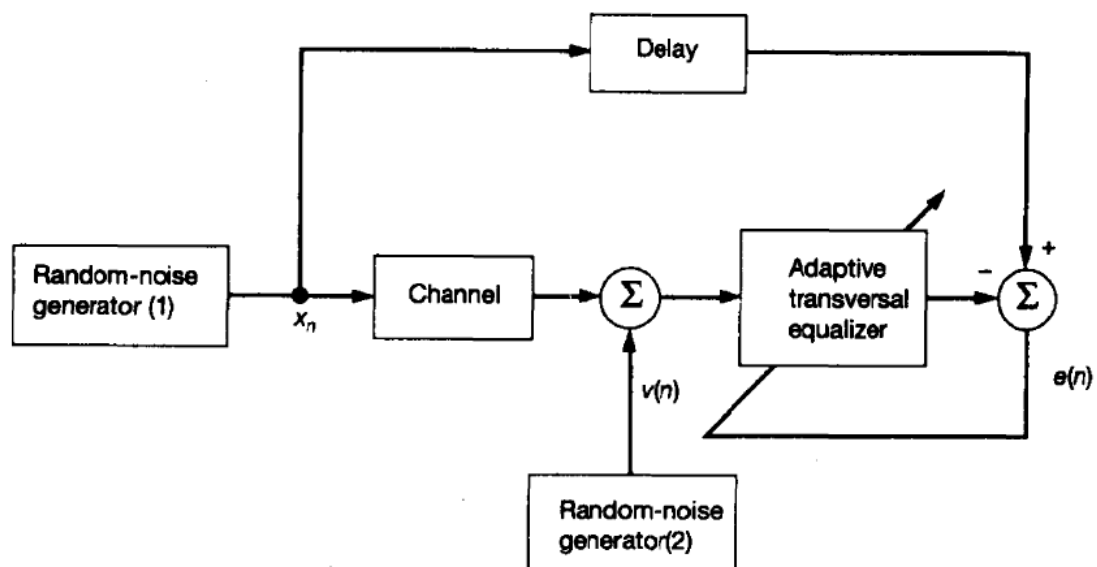 Delay
Random-noise
generator (1)
x_n
Channel
Σ
v(n)
Adaptive
transversal
equalizer
+
−
Σ
e(n)
Random-noise
generator(2)